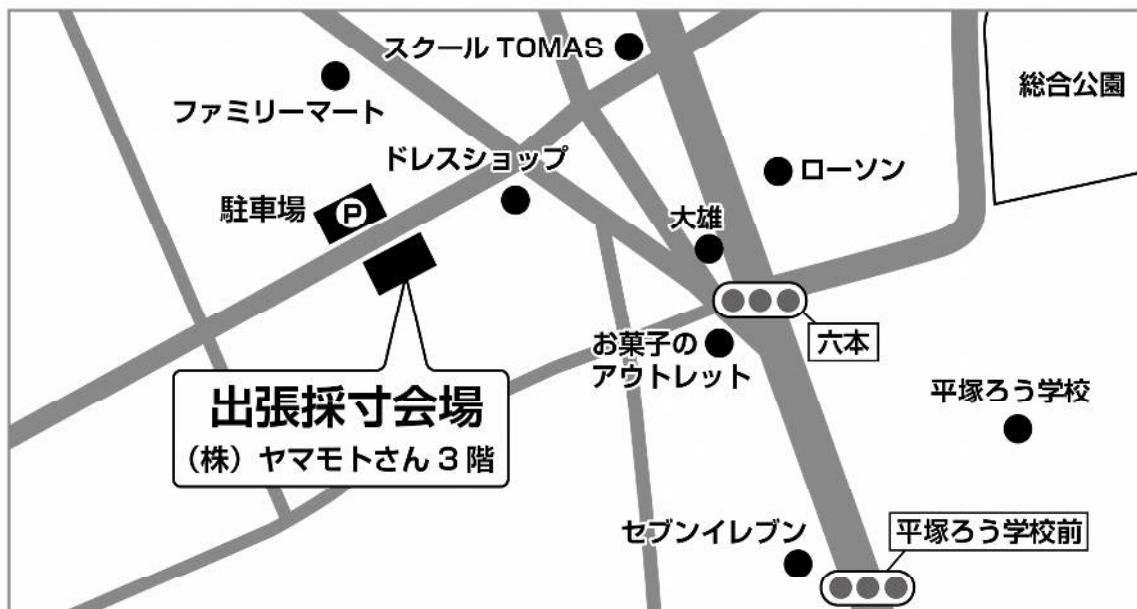 スクール TOMAS
総合公園
ファミリーマート
ドレスショップ
ローソン
駐車場
P
大雄
お菓子の
アウトレット
六本
出張採寸会場
（株）ヤマモトさん 3 階
平塚ろう学校
セブンイレブン
平塚ろう学校前